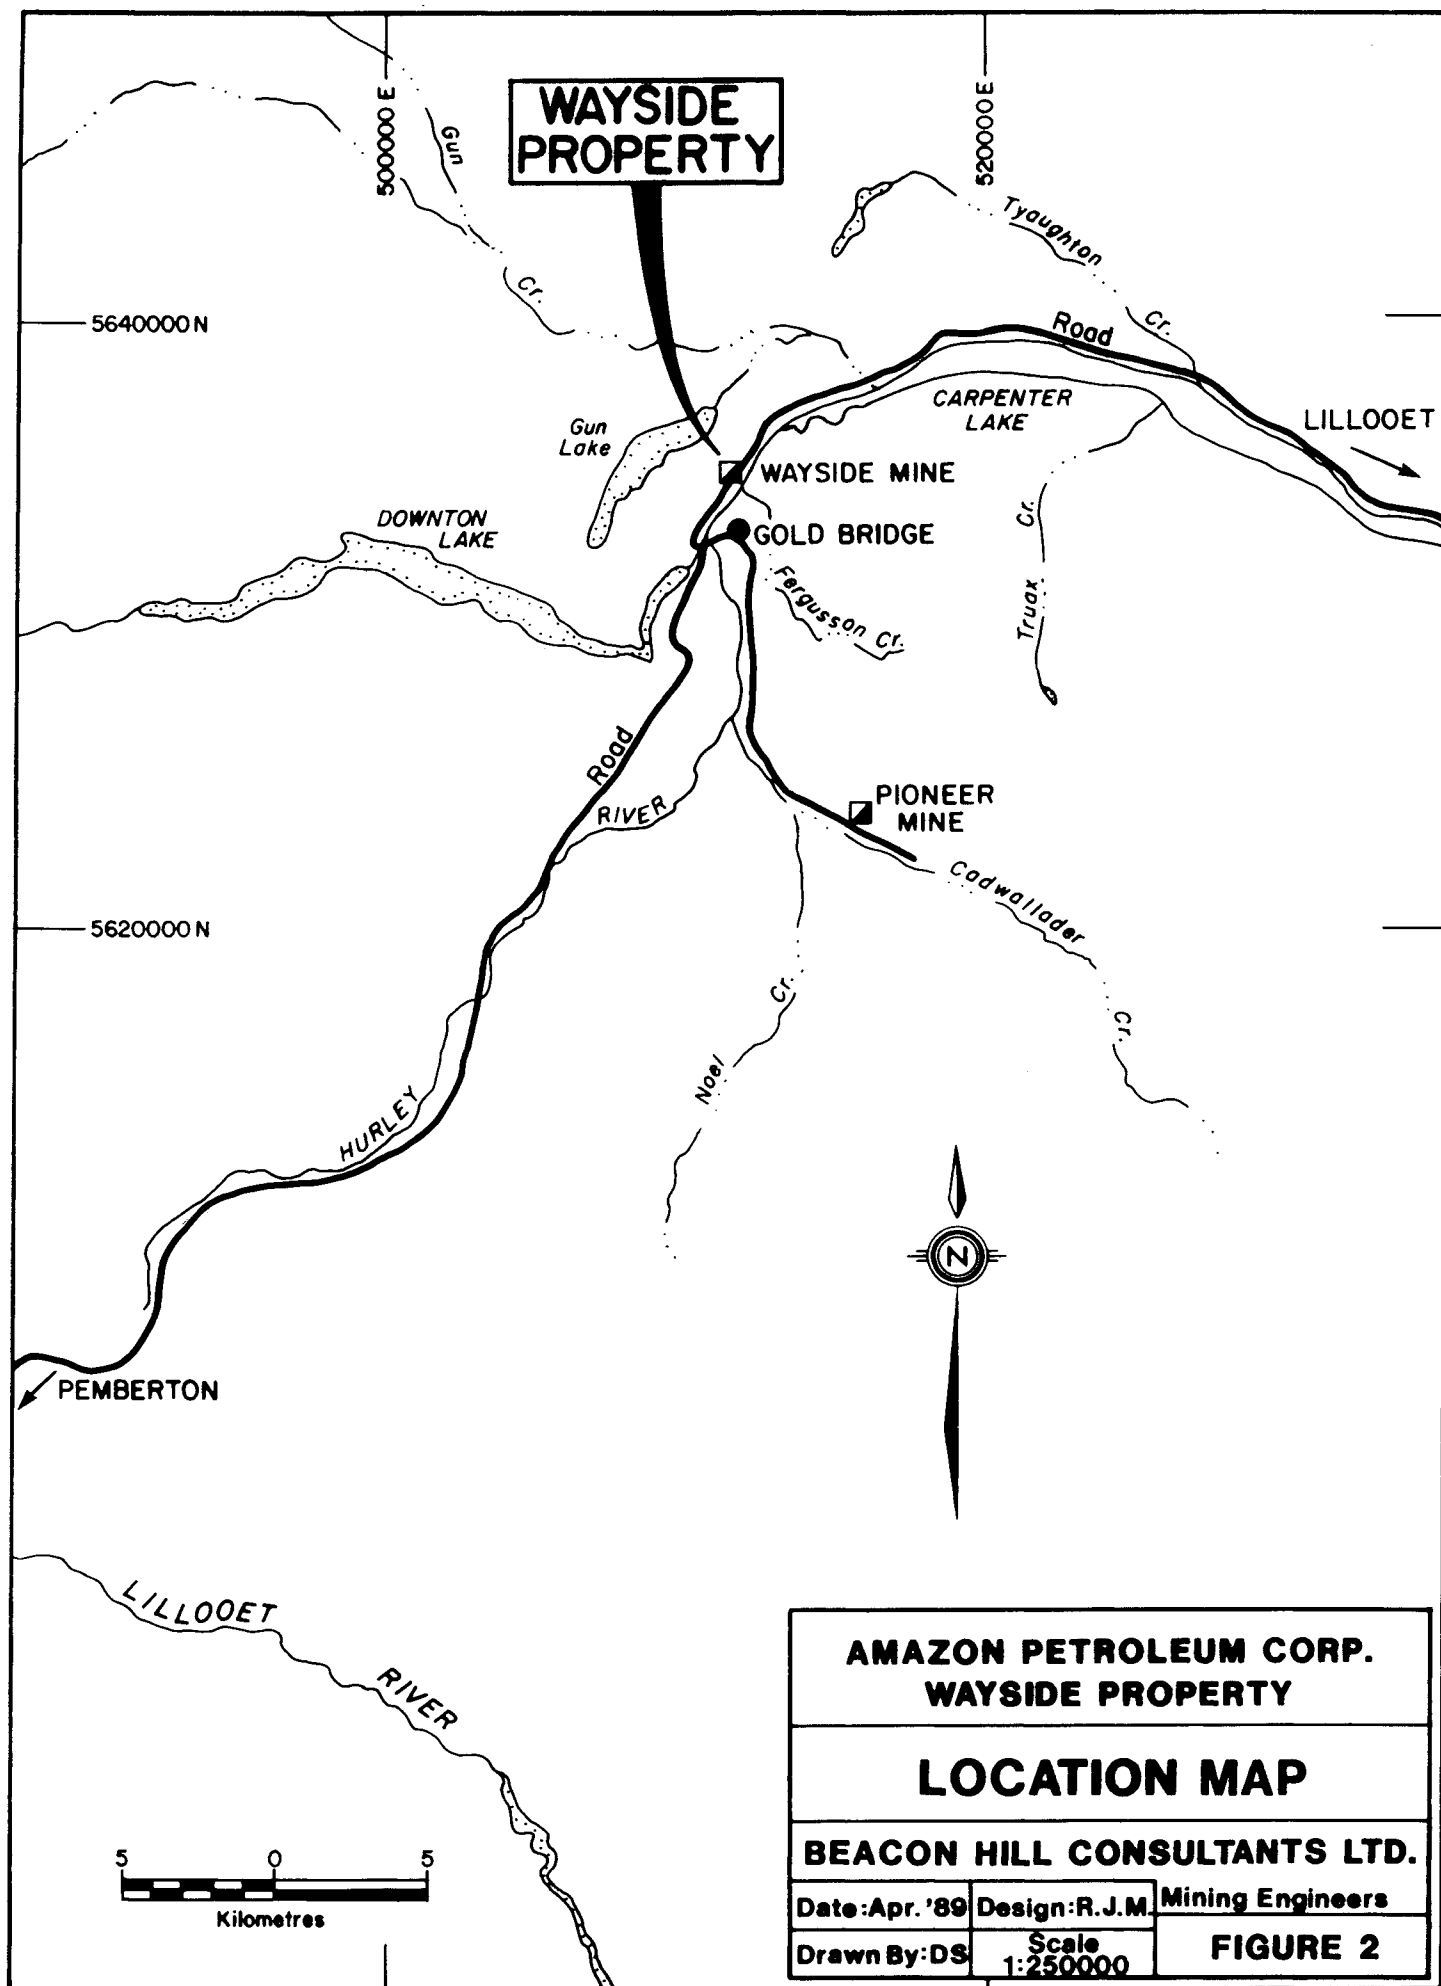 500000 E
520000 E
WAYSIDE
PROPERTY
Gun
Cr.
Tyaughton
Cr.
5640000 N
Road
CARPENTER
LAKE
LILLOOET
Gun
Lake
WAYSIDE MINE
DOWNTON
LAKE
GOLD BRIDGE
Fergusson Cr.
Truax Cr.
Road
RIVER
PIONEER
MINE
Cadwallader
Cr.
5620000 N
Noel Cr.
HURLEY
N
PEMBERTON
LILLOOET
RIVER
5 0 5
Kilometres
AMAZON PETROLEUM CORP.
WAYSIDE PROPERTY
LOCATION MAP
BEACON HILL CONSULTANTS LTD.
Date:Apr.'89
Design:R.J.M.
Mining Engineers
Drawn By:DS
Scale
1:250000
FIGURE 2